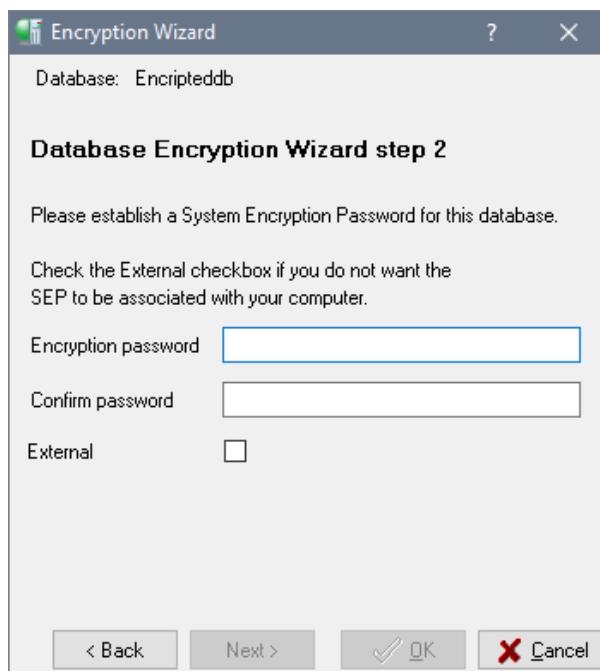 Encryption Wizard ?
Database: Encripteddb
Database Encryption Wizard step 2
Please establish a System Encryption Password for this database.
Check the External checkbox if you do not want the
SEP to be associated with your computer.
Encryption password
Confirm password
External
< Back Next > OK Cancel